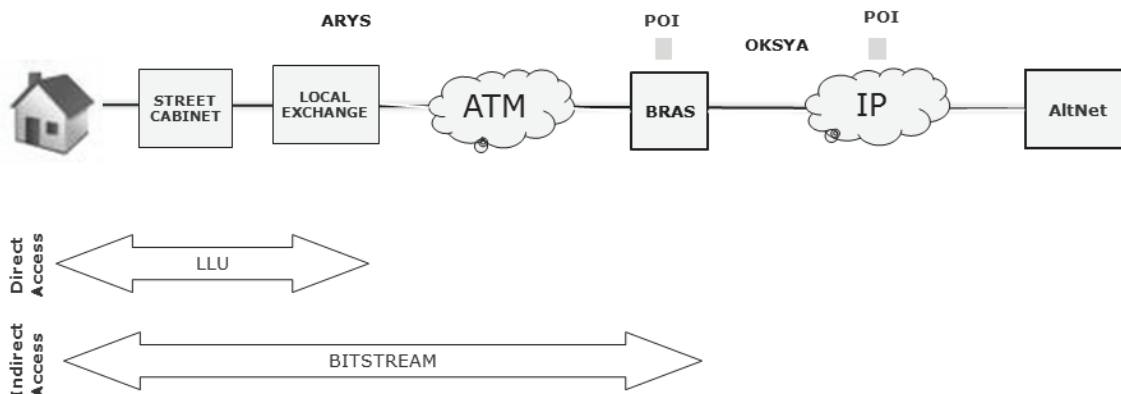 ARYS
POI
OKSYA
POI
STREET
CABINET
LOCAL
EXCHANGE
ATM
BRAS
IP
AltNet
Direct
Access
LLU
Indirect
Access
BITSTREAM